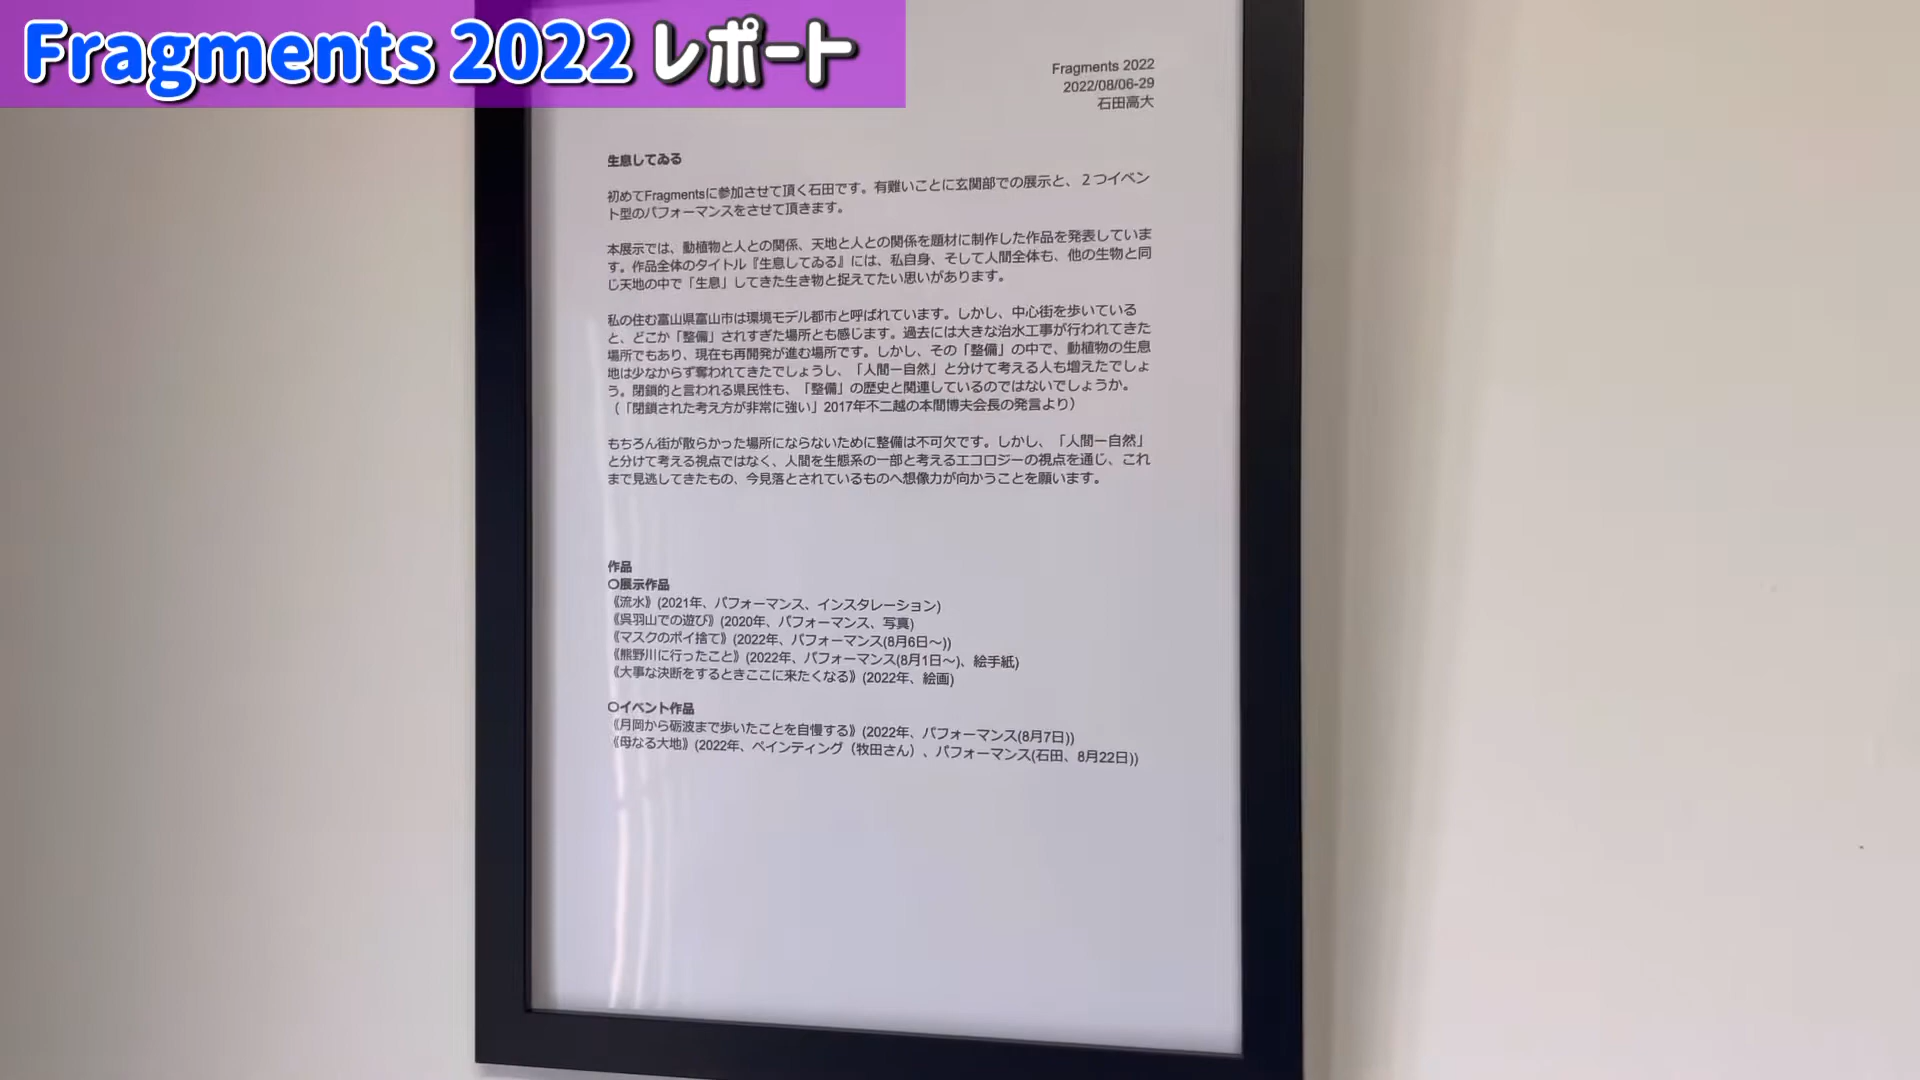 Fragments 2022 レポート
Fragments 2022
2022/08/06-29
石田高大
生息してゐる
初めてFragmentsに参加させて頂く石田です。有難いことに玄関部での展示と、２つイベン
ト型のパフォーマンスをさせて頂きます。
本展示では、動植物と人との関係、天地と人との関係を題材に制作した作品を発表していま
す。作品全体のタイトル『生息してゐる』には、私自身、そして人間全体も、他の生物と同
じ天地の中で「生息」してきた生き物と捉えてたい思いがあります。
私の住む富山県富山市は環境モデル都市と呼ばれています。しかし、中心街を歩いている
と、どこか「整備」されすぎた場所とも感じます。過去には大きな治水工事が行われてきた
場所でもあり、現在も再開発が進む場所です。しかし、その「整備」の中で、動植物の生息
地は少なからず奪われてきたでしょうし、「人間ー自然」と分けて考える人も増えたでしょ
う。閉鎖的と言われる県民性も、「整備」の歴史と関連しているのではないでしょうか。
（「閉鎖された考え方が非常に強い」2017年不二越の本間博夫会長の発言より）
もちろん街が散らかった場所にならないために整備は不可欠です。しかし、「人間ー自然」
と分けて考える視点ではなく、人間を生態系の一部と考えるエコロジーの視点を通じ、これ
まで見逃してきたもの、今見落とされているものへ想像力が向かうことを願います。
作品
〇展示作品
《流水》(2021年、パフォーマンス、インスタレーション)
《呉羽山での遊び》(2020年、パフォーマンス、写真)
《マスクのポイ捨て》(2022年、パフォーマンス(8月6日〜))
《熊野川に行ったこと》(2022年、パフォーマンス(8月1日〜)、絵手紙)
《大事な決断をするときここに来たくなる》(2022年、絵画)
〇イベント作品
《月岡から砺波まで歩いたことを自慢する》(2022年、パフォーマンス(8月7日))
《母なる大地》(2022年、ペインティング（牧田さん）、パフォーマンス(石田、8月22日))